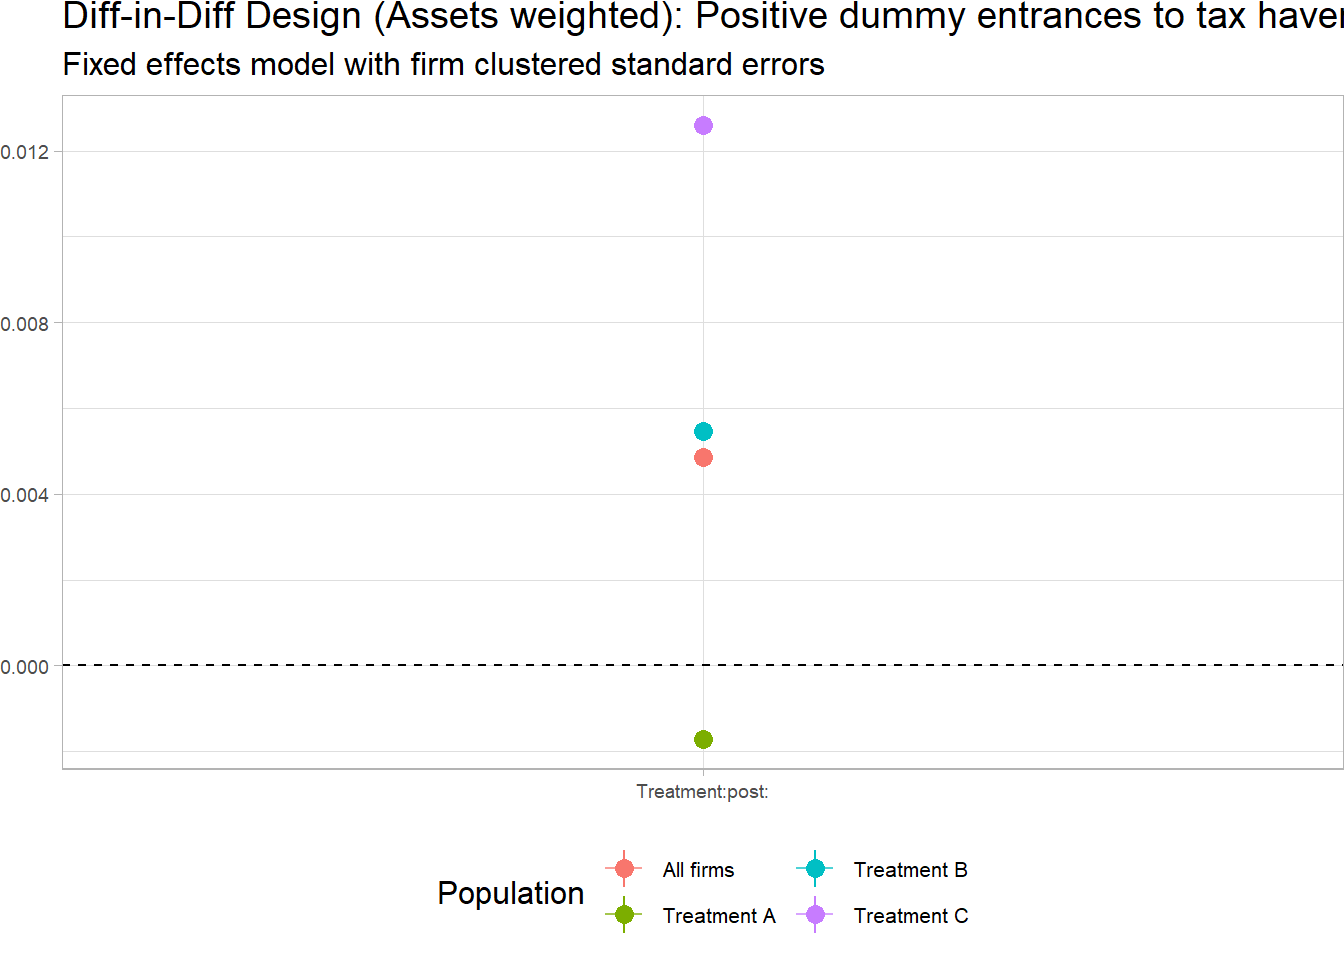 Diff-in-Diff Design (Assets weighted): Positive dummy entrances to tax haven
Fixed effects model with firm clustered standard errors
0.012
0.008
0.004
0.000
Treatment:post:
Population
All firms
Treatment B
Treatment A
Treatment C